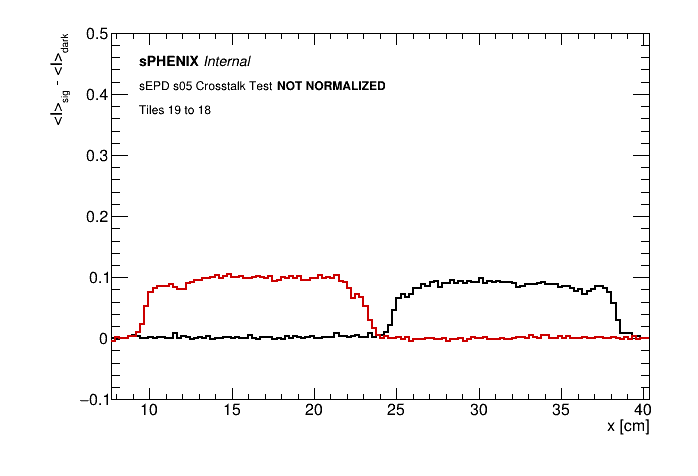 0.5
<I>sig - <I>dark
sPHENIX Internal
sEPD s05 Crosstalk Test NOT NORMALIZED
Tiles 19 to 18
0.4
0.3
0.2
0.1
0
−0.1
10 15 20 25 30 35 40
x [cm]